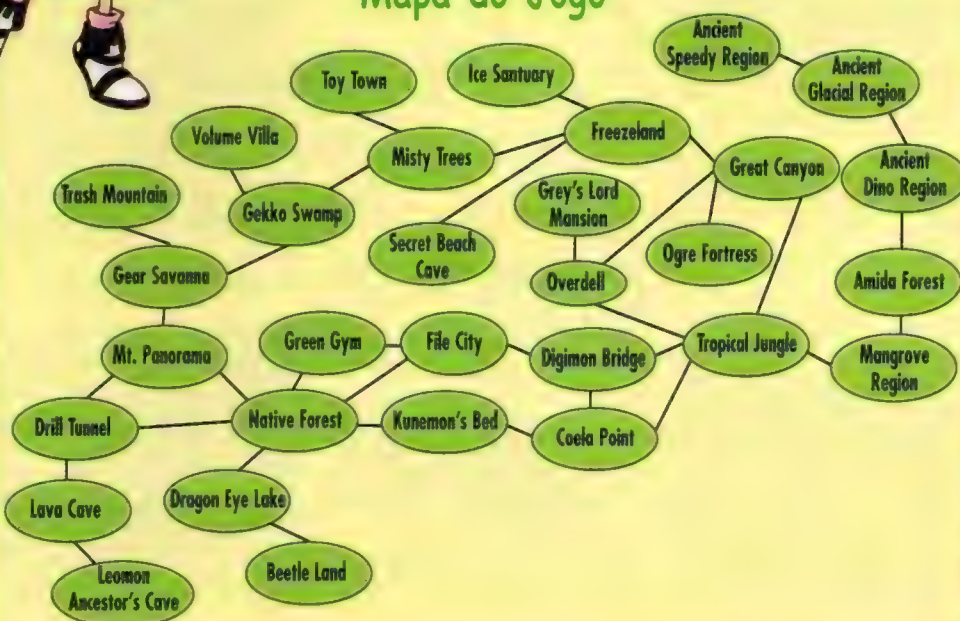 Mapa do Jogo
Ancient
Speedy Region
Ice Santuary
Toy Town
Ancient
Glacial Region
Volume Villa
Freezeland
Misty Trees
Great Canyon
Ancient
Dino Region
Trash Mountain
Grey's Lord
Mansion
Gekko Swamp
Secret Beach
Cave
Ogre Fortress
Gear Savanna
Overdell
Amida Forest
Green Gym
File City
Mt. Panorama
Digimon Bridge
Tropical Jungle
Mangrove
Region
Drill Tunnel
Native Forest
Kunemon's Bed
Coela Point
Lava Cave
Dragon Eye Lake
Leomon
Ancestor's Cave
Beetle Land